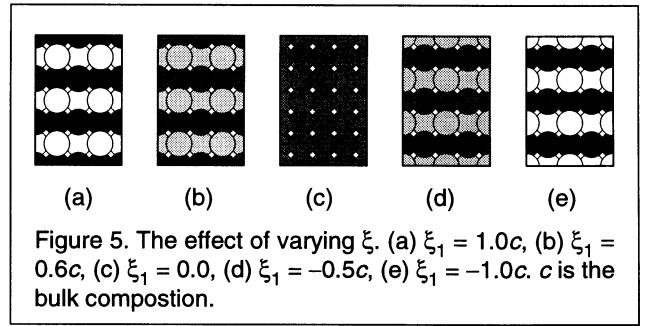 (a) (b) (c) (d) (e)
Figure 5. The effect of varying ξ. (a) ξ₁ = 1.0c, (b) ξ₁ =
0.6c, (c) ξ₁ = 0.0, (d) ξ₁ = −0.5c, (e) ξ₁ = −1.0c. c is the
bulk compostion.